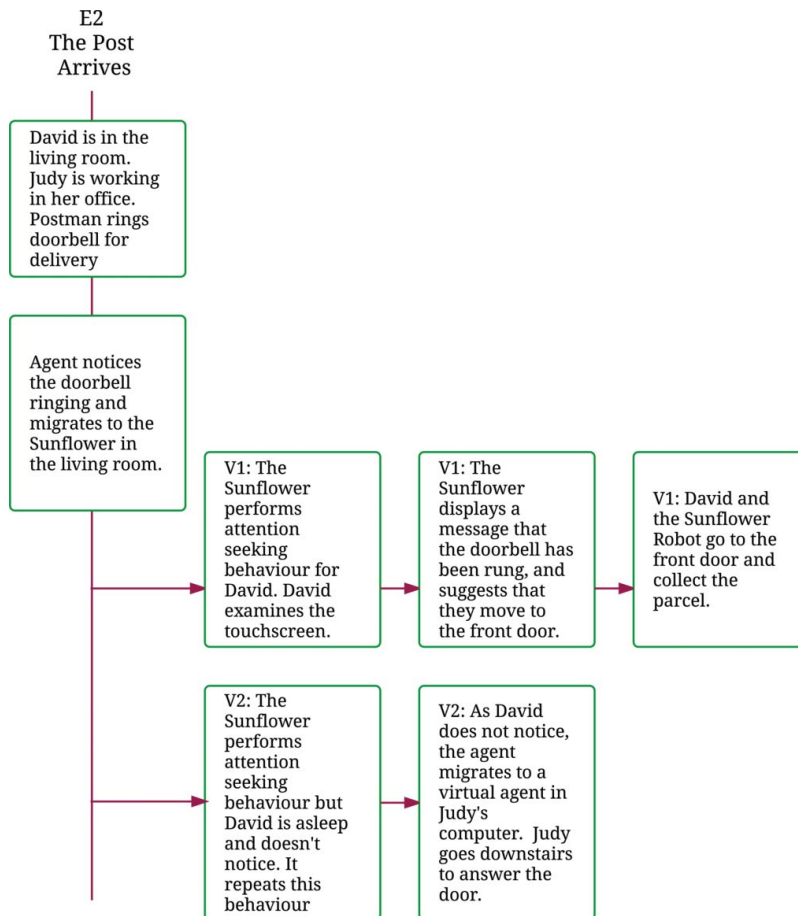 E2
The Post
Arrives
David is in the
living room.
Judy is working
in her office.
Postman rings
doorbell for
delivery
Agent notices
the doorbell
ringing and
migrates to the
Sunflower in
the living room.
V1: The
Sunflower
performs
attention
seeking
behaviour for
David. David
examines the
touchscreen.
V1: The
Sunflower
displays a
message that
the doorbell has
been rung, and
suggests that
they move to
the front door.
V1: David and
the Sunflower
Robot go to the
front door and
collect the
parcel.
V2: The
Sunflower
performs
attention
seeking
behaviour but
David is asleep
and doesn't
notice. It
repeats this
behaviour
V2: As David
does not notice,
the agent
migrates to a
virtual agent in
Judy's
computer.  Judy
goes downstairs
to answer the
door.